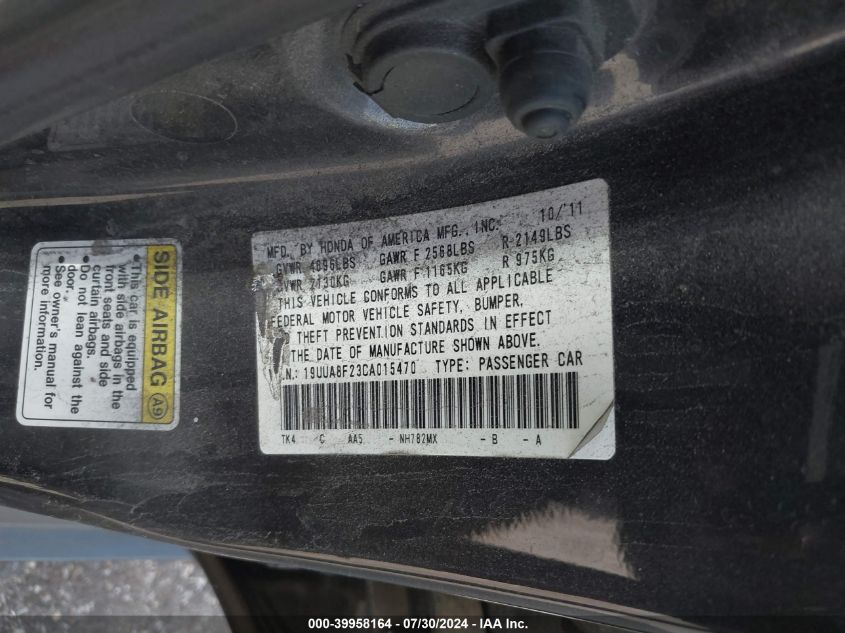 MFD. BY HONDA OF AMERICA MFG., INC. 10/'11
GVWR 4696LBS GAWR F 2568LBS R 2149LBS
GVWR 2130KG GAWR F 1165KG R 975KG
THIS VEHICLE CONFORMS TO ALL APPLICABLE
FEDERAL MOTOR VEHICLE SAFETY, BUMPER,
THEFT PREVENTION STANDARDS IN EFFECT
THE DATE OF MANUFACTURE SHOWN ABOVE.
.N.: 19UUA8F23CA015470 TYPE: PASSENGER CAR
TK4 C AA5 - NH782MX - B - A
SIDE AIRBAG A9
•This car is equipped
with side airbags in the
front seats and side
curtain airbags.
•Do not lean against the
door.
•See owner's manual for
more information.
000-39958164 / 07/30/2024 - IAA Inc.